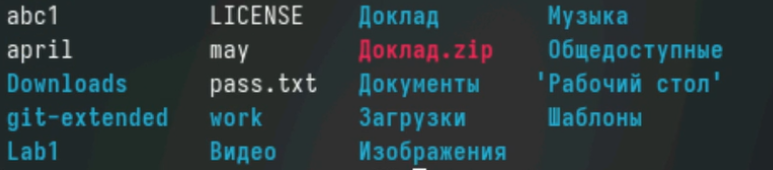 abc1 LICENSE Доклад Музыка
april may Доклад.zip Общедоступные
Downloads pass.txt Документы 'Рабочий стол'
git-extended work Загрузки Шаблоны
Lab1 Видео Изображения